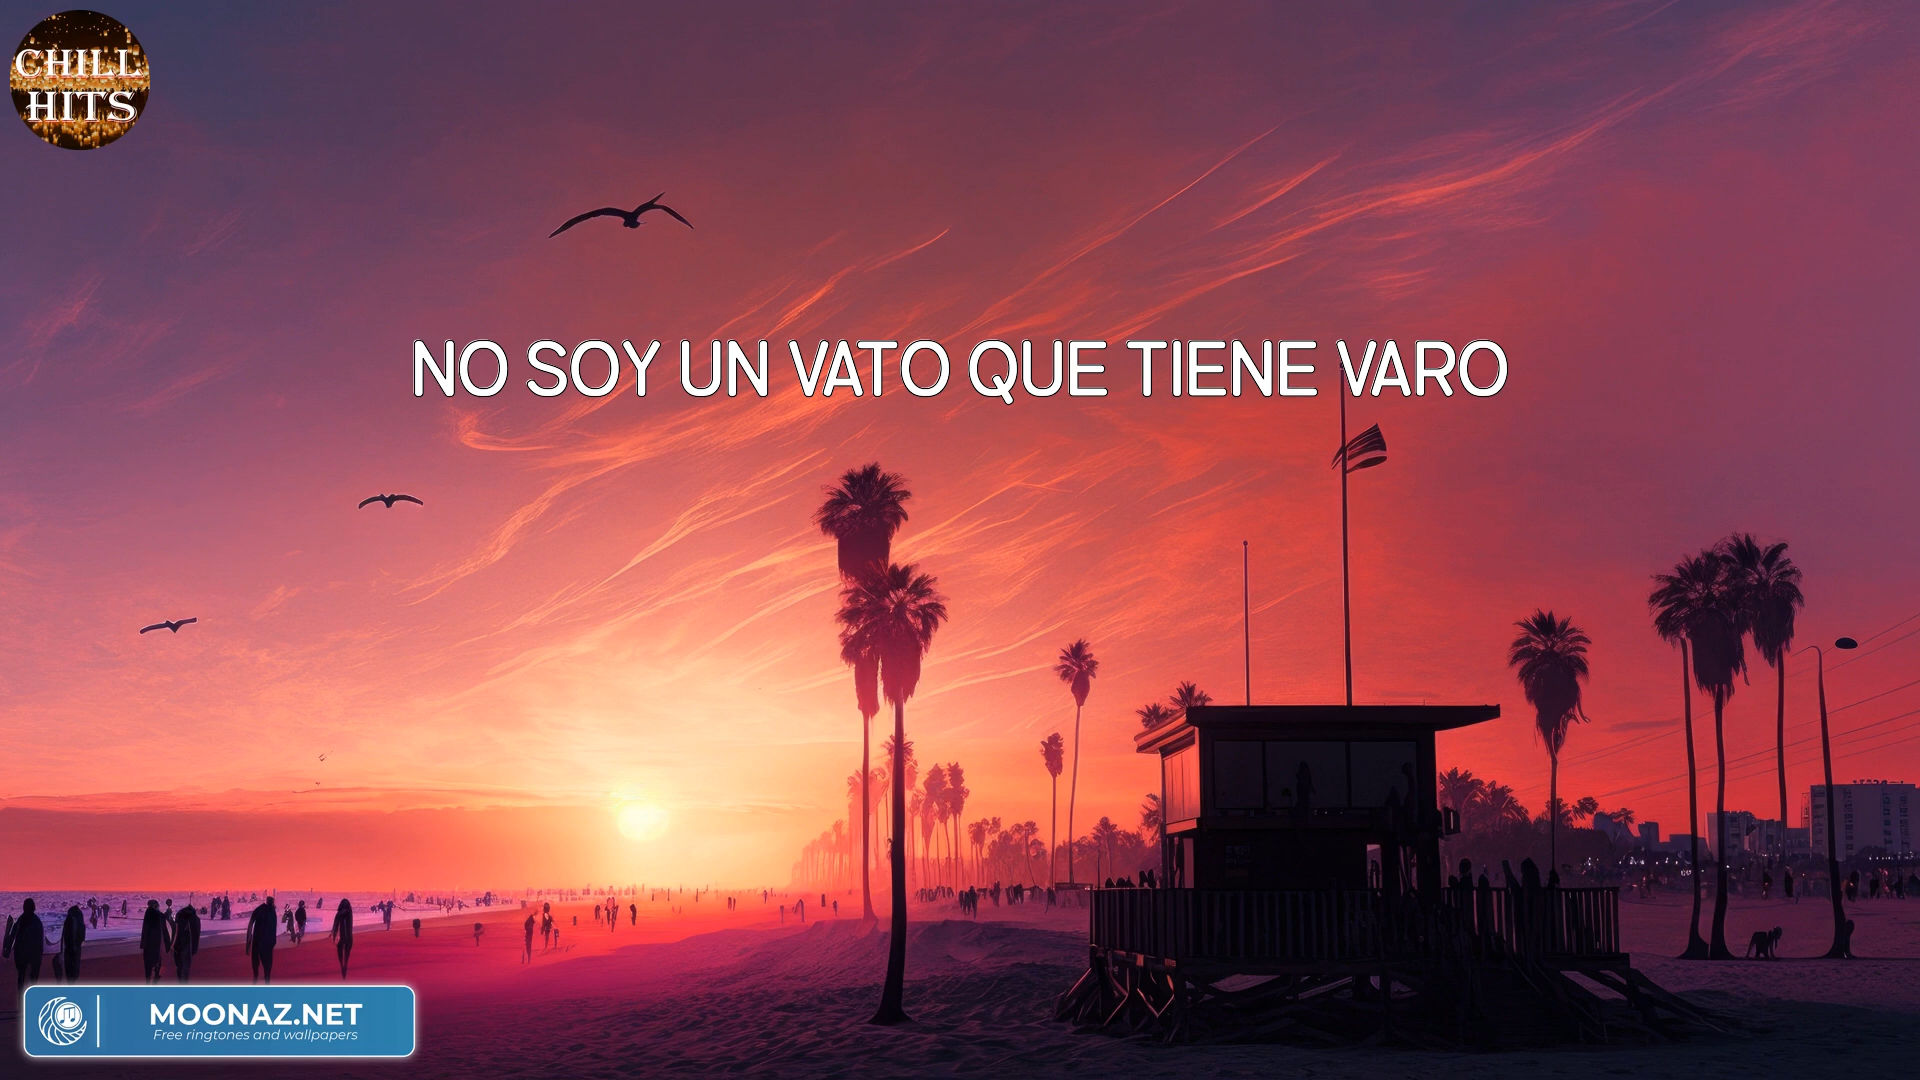 CHILL
HITS
NO SOY UN VATO QUE TIENE VARO
MOONAZ.NET
Free ringtones and wallpapers